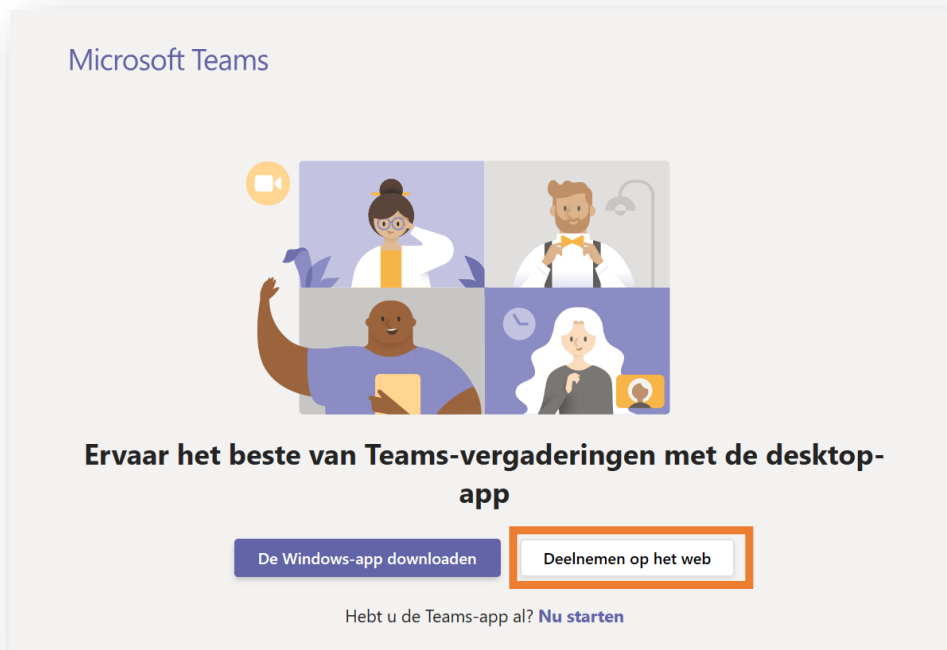 Microsoft Teams
Ervaar het beste van Teams-vergaderingen met de desktop-
app
De Windows-app downloaden
Deelnemen op het web
Hebt u de Teams-app al? Nu starten